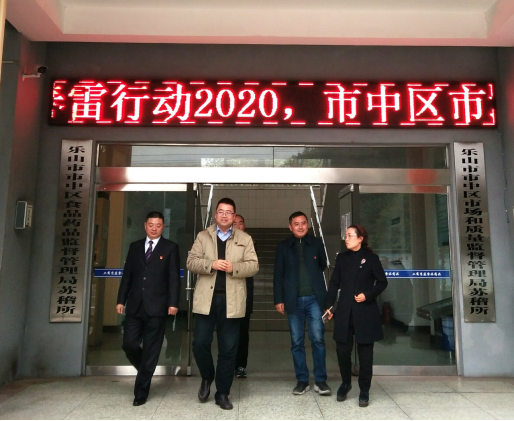 春雷行动2020，市中区市
乐山市市中区食品药品监督管理局苏稽所
乐山市市中区市场和质量监督管理局苏稽所